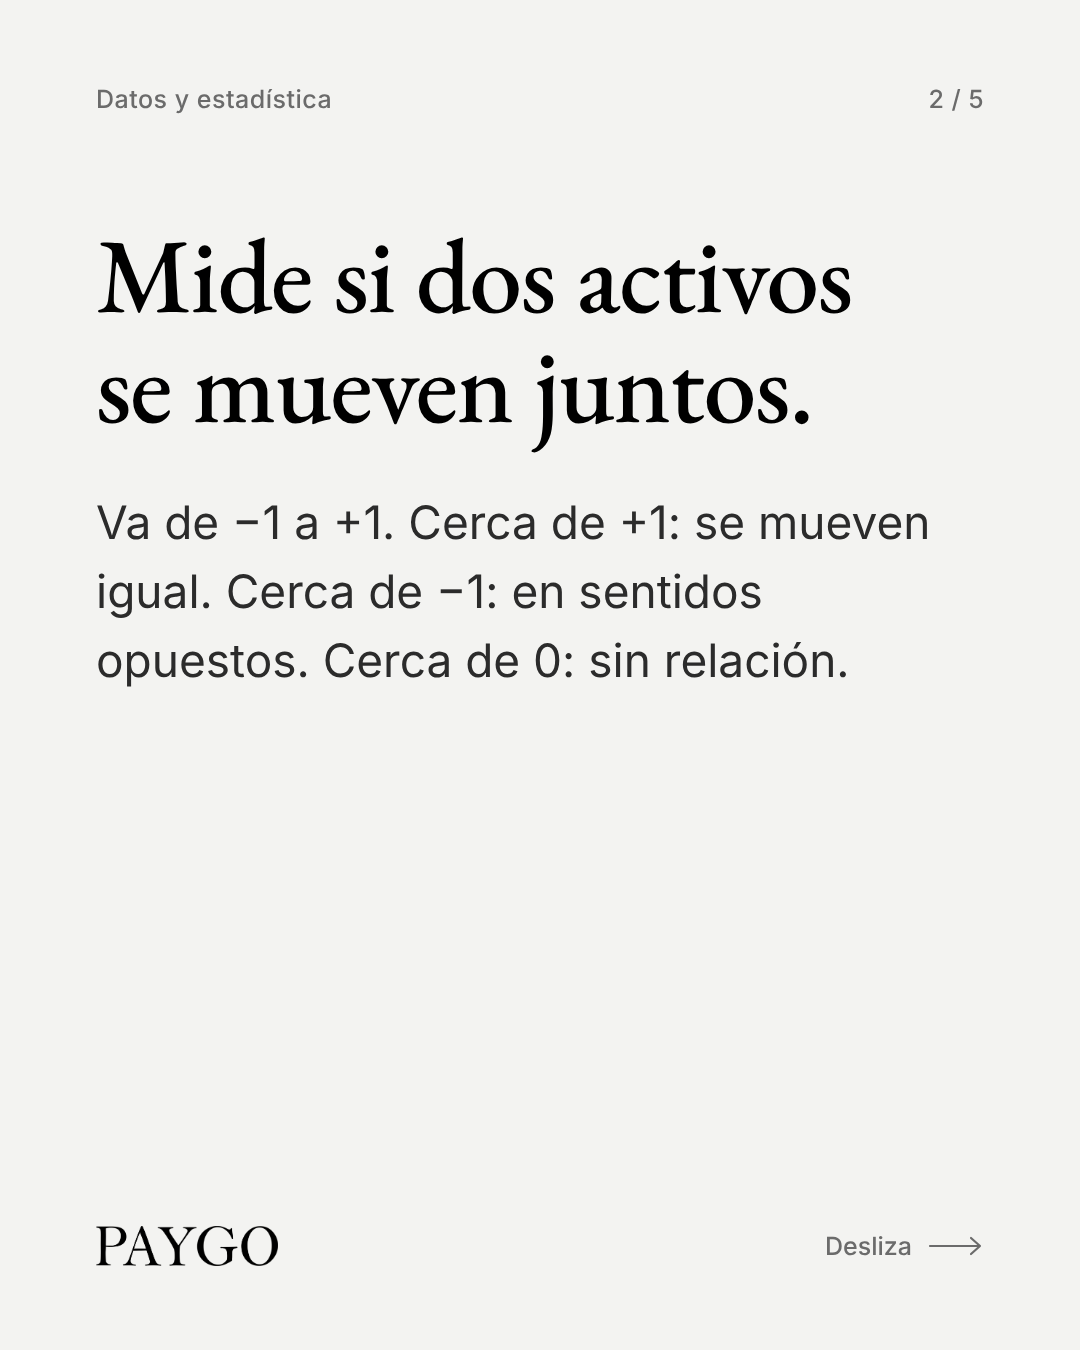 Datos y estadística
2 / 5
Mide si dos activos
se mueven juntos.
Va de −1 a +1. Cerca de +1: se mueven
igual. Cerca de −1: en sentidos
opuestos. Cerca de 0: sin relación.
PAYGO
Desliza